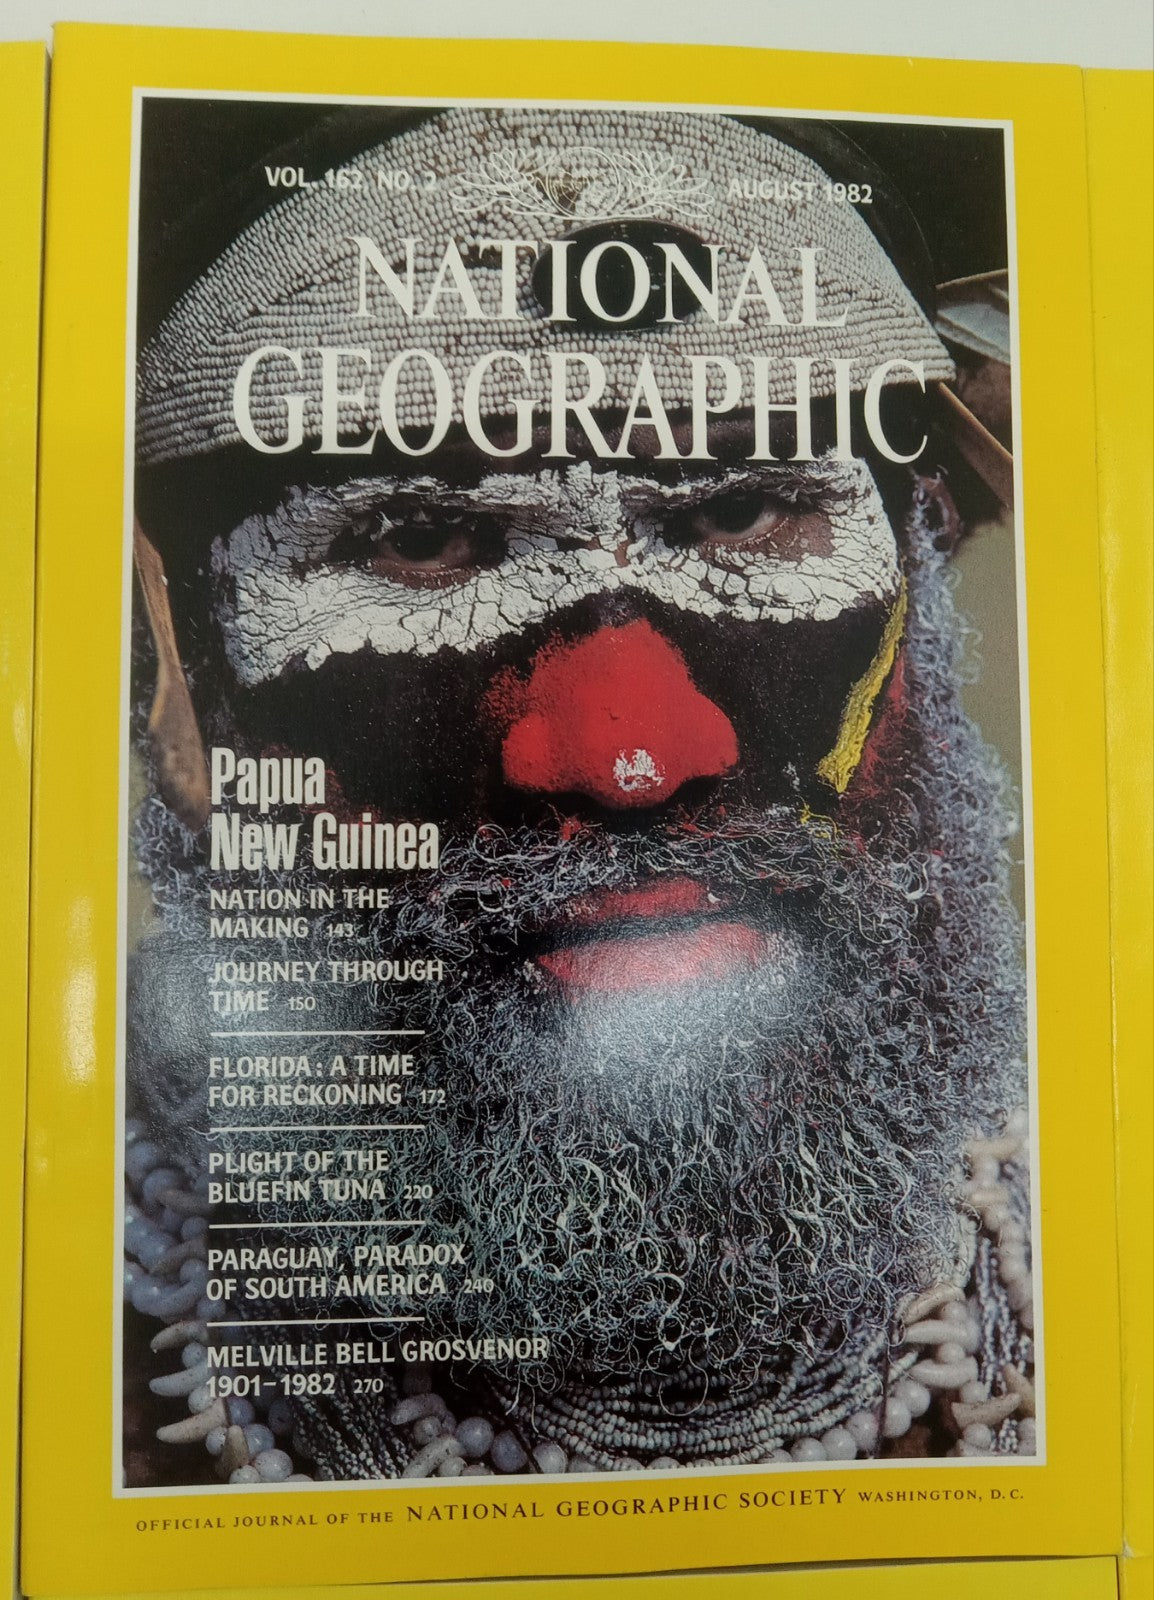 VOL. 162, NO. 2 AUGUST 1982
NATIONAL
GEOGRAPHIC
Papua
New Guinea
NATION IN THE
MAKING 143
JOURNEY THROUGH
TIME 150
FLORIDA: A TIME
FOR RECKONING 172
PLIGHT OF THE
BLUEFIN TUNA 220
PARAGUAY, PARADOX
OF SOUTH AMERICA 240
MELVILLE BELL GROSVENOR
1901–1982 270
OFFICIAL JOURNAL OF THE NATIONAL GEOGRAPHIC SOCIETY WASHINGTON, D.C.